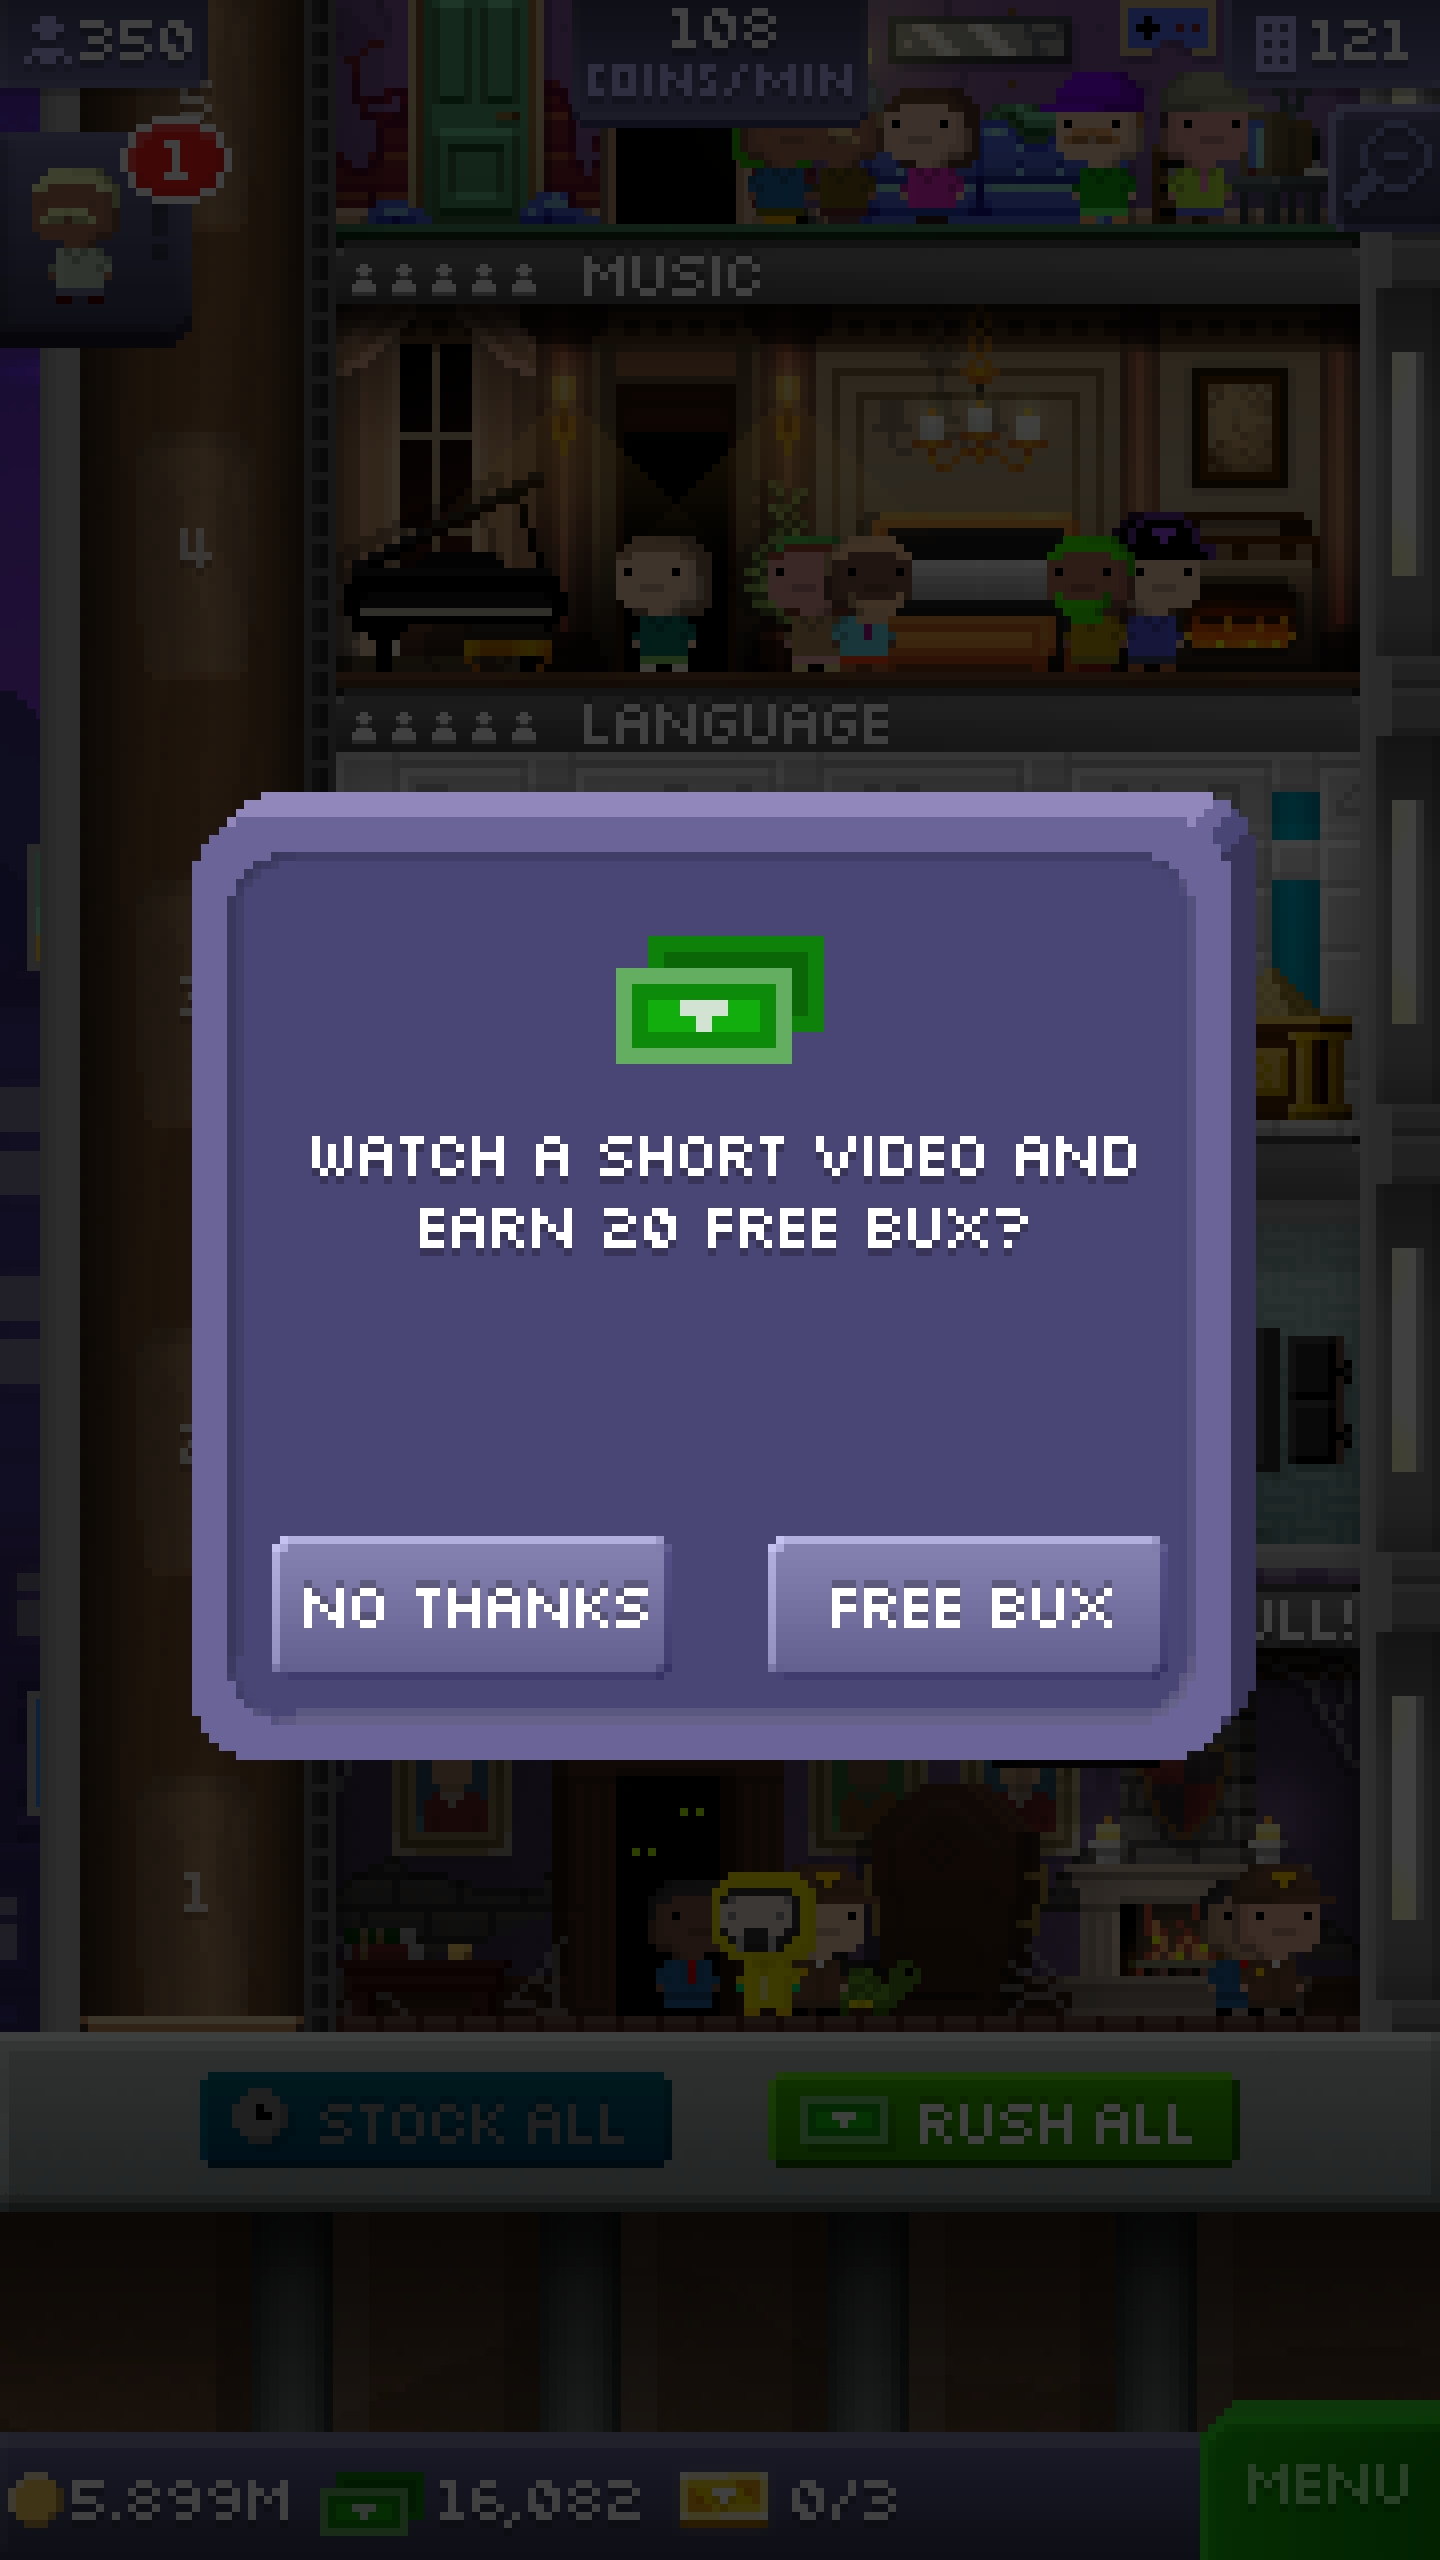 350
108
COINS/MIN
121
5
1
MUSIC
4
LANGUAGE
WATCH A SHORT VIDEO AND
EARN 20 FREE BUX?
NO THANKS
FREE BUX
1
STOCK ALL
RUSH ALL
5.899M
16,082
0/3
MENU